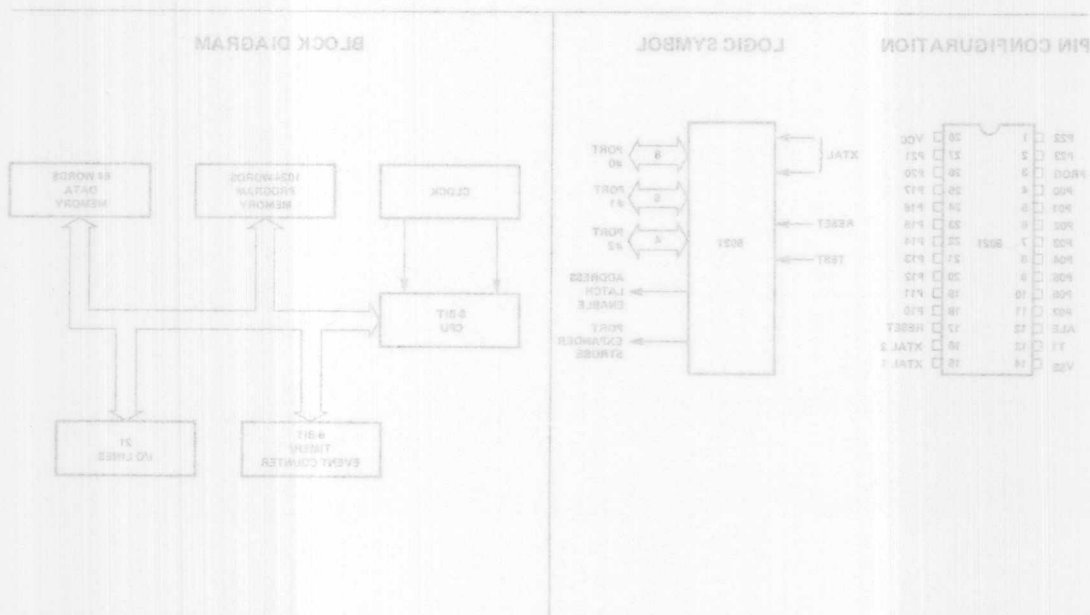 PIN CONFIGURATION
P22 1 28 VCC
P23 2 27 P21
PROG 3 26 P20
P00 4 25 P17
P01 5 24 P16
P02 6 23 P15
P03 7 8021 22 P14
P04 8 21 P13
P05 9 20 P12
P06 10 19 P11
P07 11 18 P10
ALE 12 17 RESET
T1 13 16 XTAL 2
VSS 14 15 XTAL 1
LOGIC SYMBOL
XTAL
RESET
TEST
8021
8
PORT
#0
8
PORT
#1
4
PORT
#2
ADDRESS
LATCH
ENABLE
PORT
EXPANDER
STROBE
BLOCK DIAGRAM
CLOCK
1024 WORDS
PROGRAM
MEMORY
64 WORDS
DATA
MEMORY
8-BIT
CPU
8-BIT
TIMER/
EVENT COUNTER
21
I/O LINES